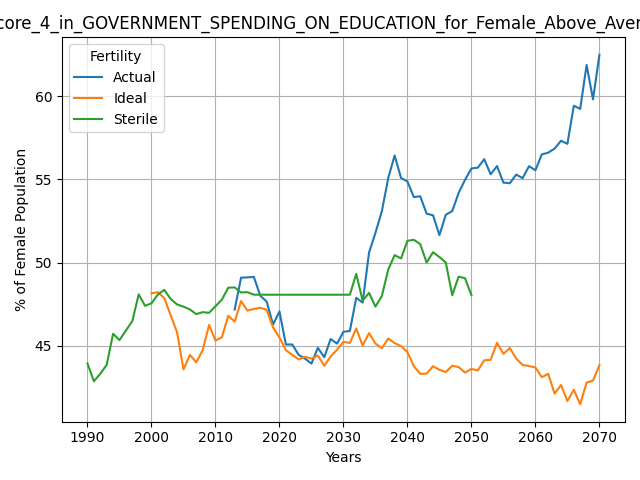 core_4_in_GOVERNMENT_SPENDING_ON_EDUCATION_for_Female_Above_Aver
Fertility
Actual
Ideal
Sterile
% of Female Population
60
55
50
45
1990 2000 2010 2020 2030 2040 2050 2060 2070
Years